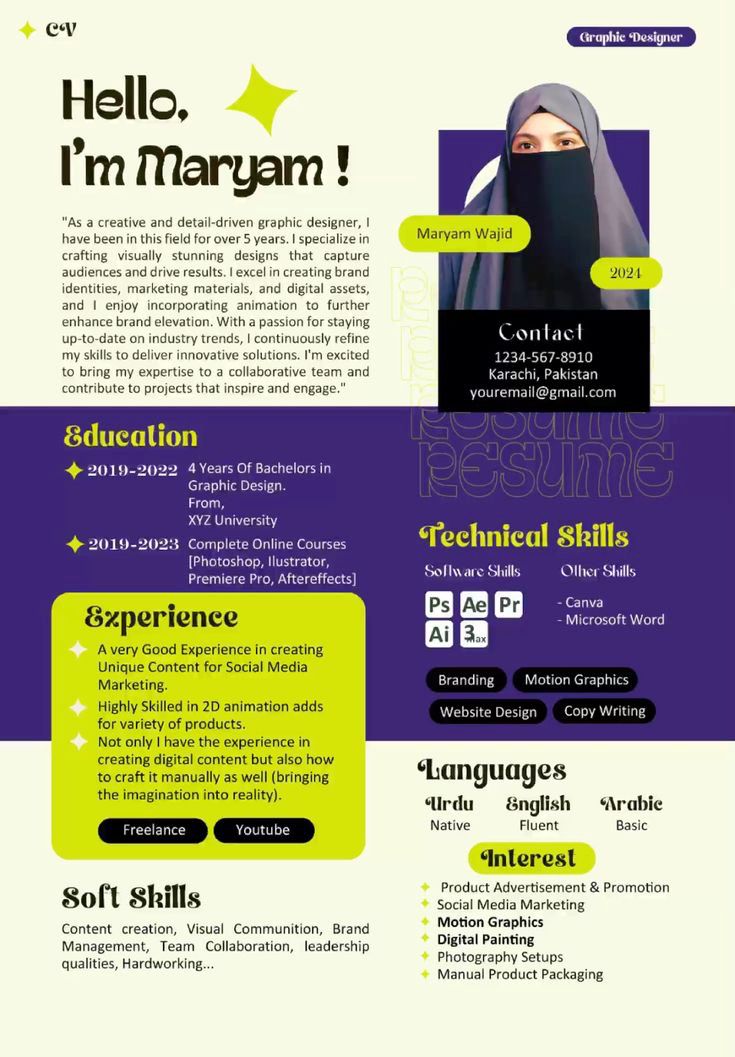 CV
Graphic Designer
Hello,
I'm Maryam !
"As a creative and detail-driven graphic designer, I
have been in this field for over 5 years. I specialize in
crafting visually stunning designs that capture
audiences and drive results. I excel in creating brand
identities, marketing materials, and digital assets,
and I enjoy incorporating animation to further
enhance brand elevation. With a passion for staying
up-to-date on industry trends, I continuously refine
my skills to deliver innovative solutions. I'm excited
to bring my expertise to a collaborative team and
contribute to projects that inspire and engage."
Maryam Wajid
2024
Contact
1234-567-8910
Karachi, Pakistan
youremail@gmail.com
RESUME
RESUME
Education
2019-2022 4 Years Of Bachelors in
Graphic Design.
From,
XYZ University
2019-2023 Complete Online Courses
[Photoshop, Ilustrator,
Premiere Pro, Aftereffects]
Experience
A very Good Experience in creating
Unique Content for Social Media
Marketing.
Highly Skilled in 2D animation adds
for variety of products.
Not only I have the experience in
creating digital content but also how
to craft it manually as well (bringing
the imagination into reality).
Freelance Youtube
Soft Skills
Content creation, Visual Communition, Brand
Management, Team Collaboration, leadership
qualities, Hardworking...
Technical Skills
Software Skills Other Skills
Ps Ae Pr
Ai 3 max
- Canva
- Microsoft Word
Branding Motion Graphics
Website Design Copy Writing
Languages
Urdu English Arabic
Native Fluent Basic
Interest
Product Advertisement & Promotion
Social Media Marketing
Motion Graphics
Digital Painting
Photography Setups
Manual Product Packaging